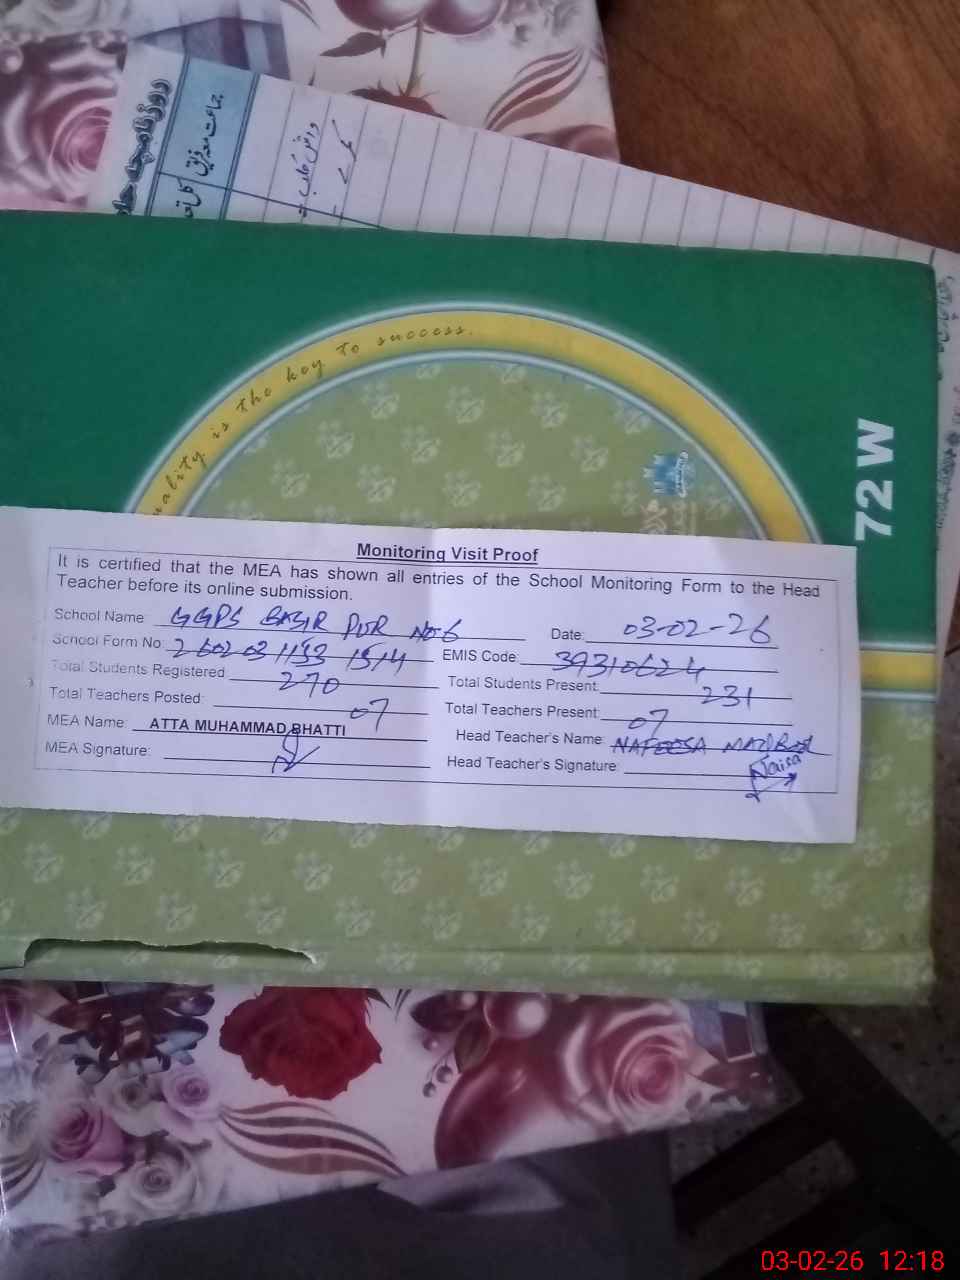 روزنامچہ
جماعت
quality is the key to success.
72 W
Monitoring Visit Proof
It is certified that the MEA has shown all entries of the School Monitoring Form to the Head
Teacher before its online submission.
School Name: GGPS BASIR PUR No 6 Date: 03-02-26
School Form No: EMIS Code: 39310624
Total Students Registered 270 Total Students Present: 231
Total Teachers Posted: 07 Total Teachers Present: 07
MEA Name: ATTA MUHAMMAD BHATTI Head Teacher's Name: NAFEESA
MEA Signature: Head Teacher's Signature:
03-02-26 12:18